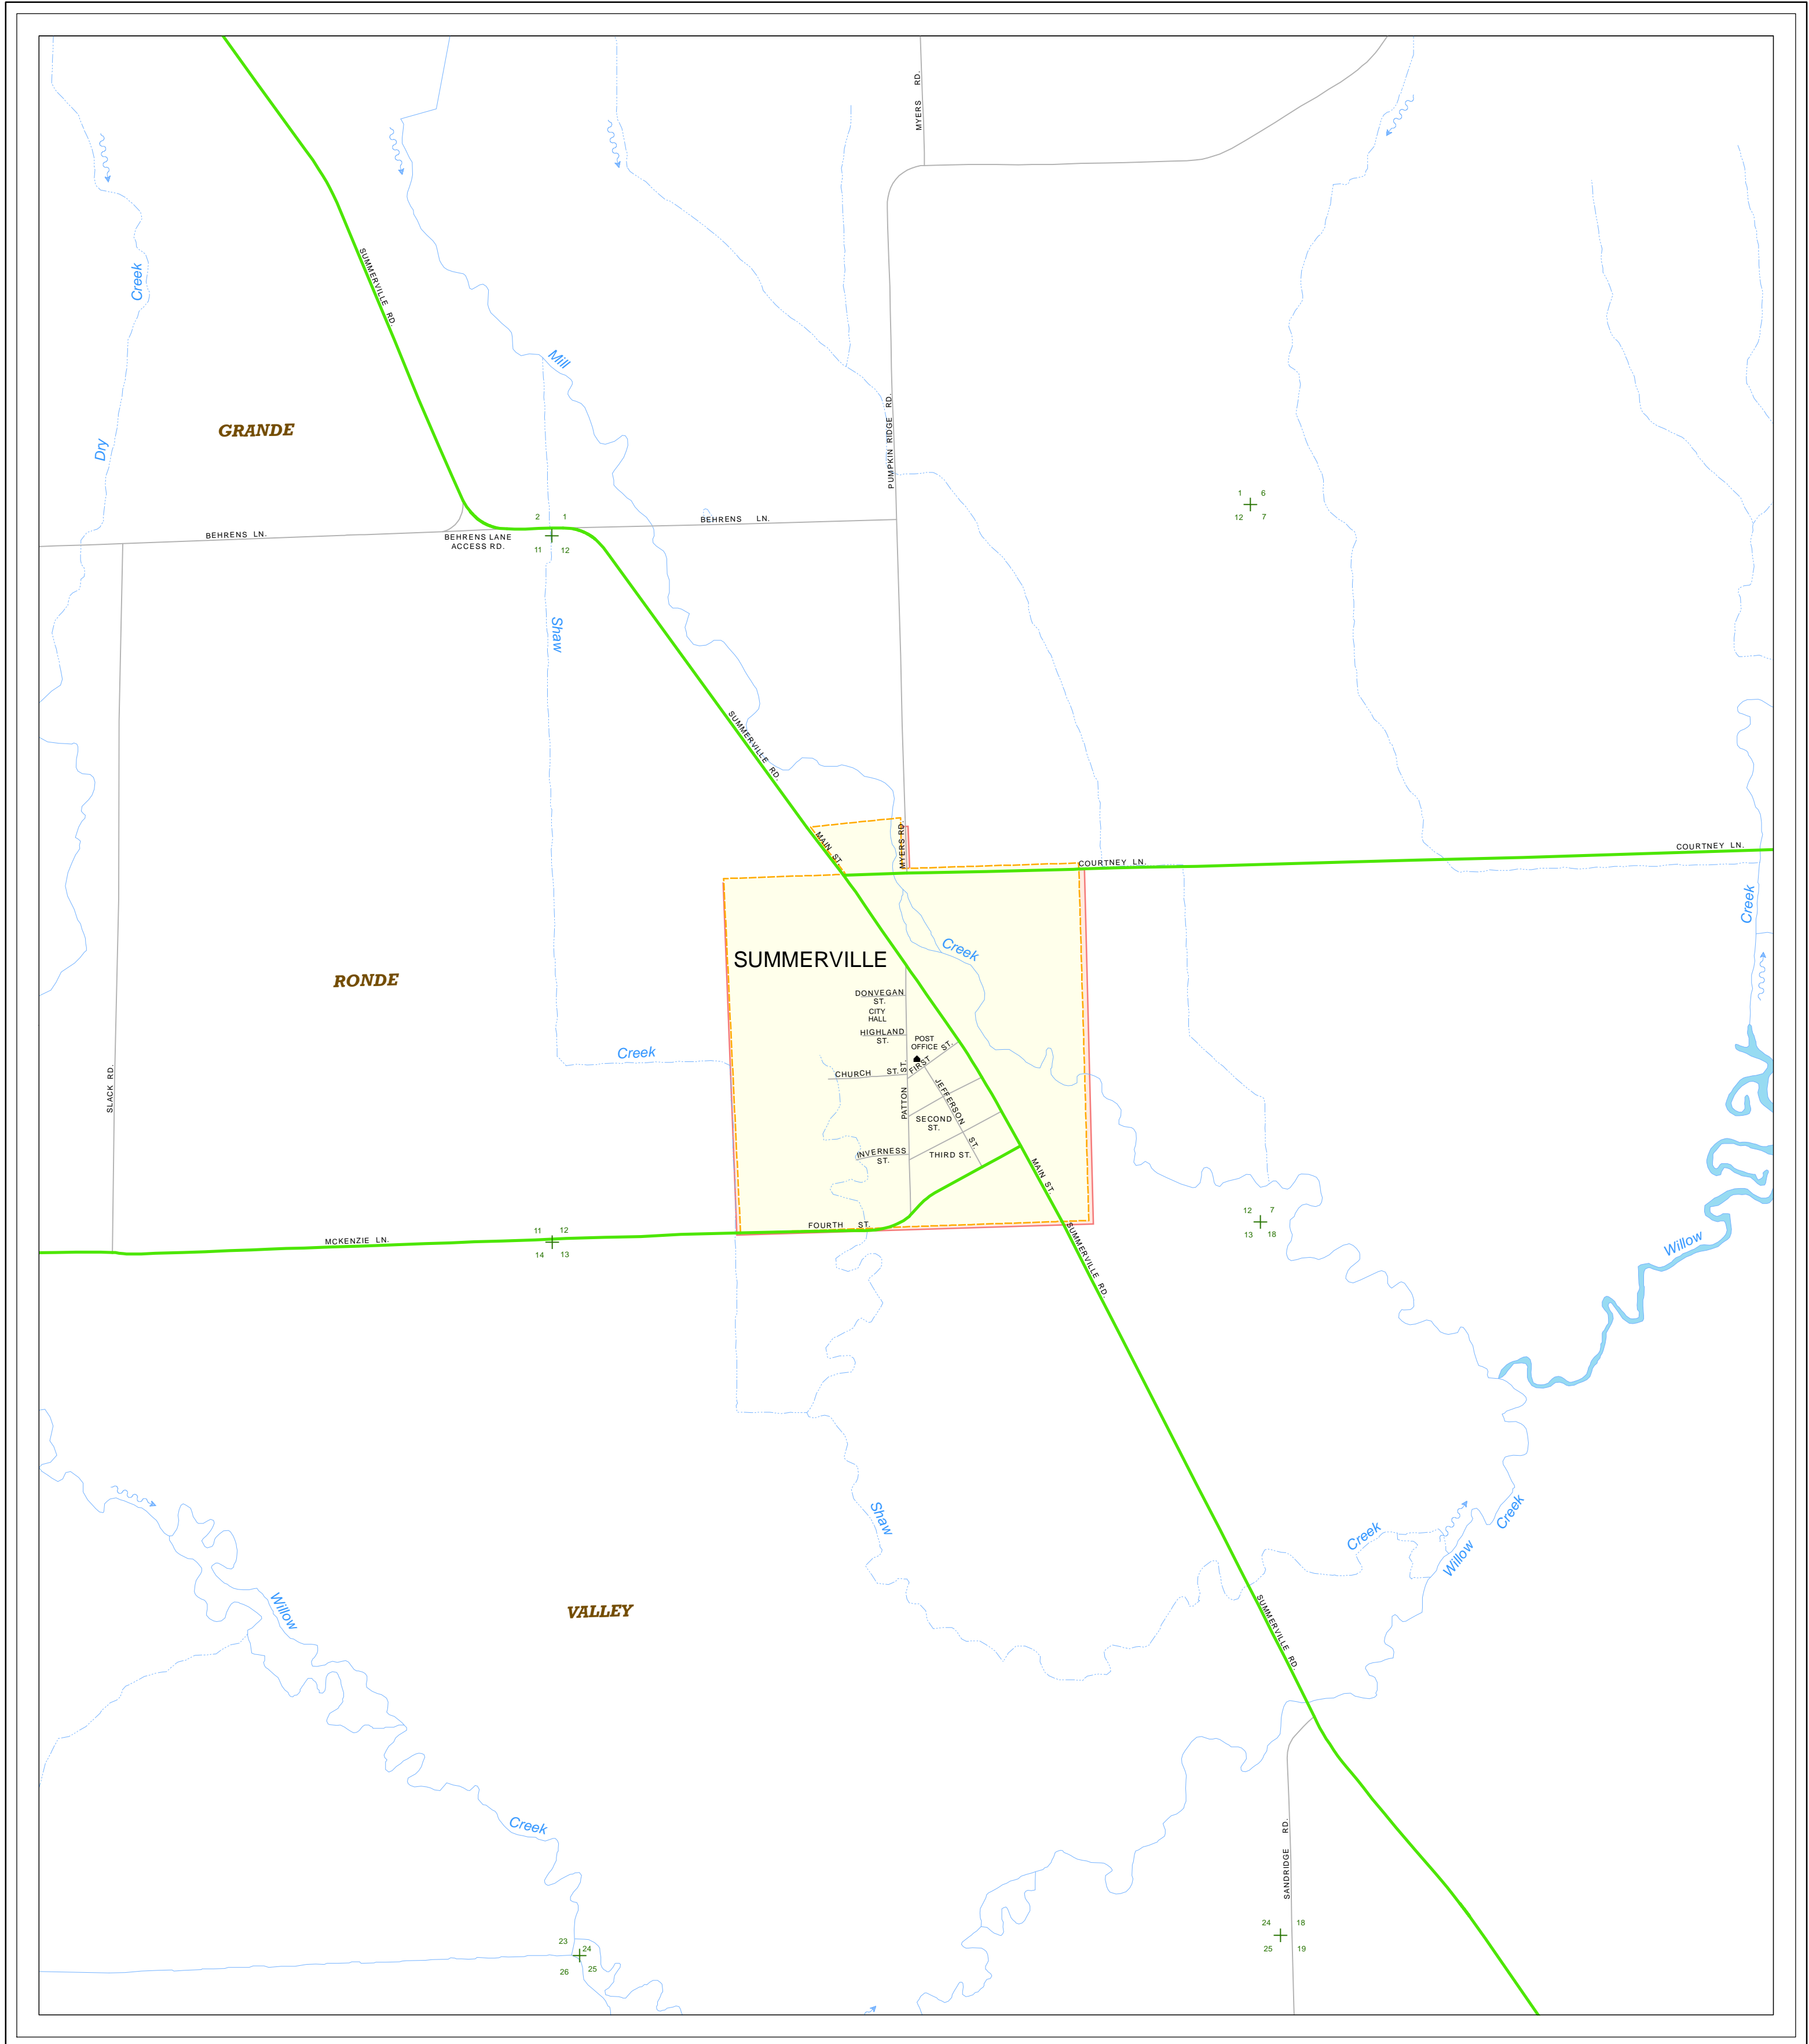 MYERS RD.
Creek
SUMMERVILLE RD.
Mill
GRANDE
Dry
PUMPKIN RIDGE RD.
1 6
12 7
2 1
11 12
BEHRENS LN.
BEHRENS LN.
BEHRENS LANE
ACCESS RD.
Shaw
SUMMERVILLE RD.
MAIN ST.
MYERS RD.
COURTNEY LN.
COURTNEY LN.
Creek
Creek
SUMMERVILLE
RONDE
DONVEGAN
ST.
CITY
HALL
HIGHLAND
ST.
POST
OFFICE
FIRST ST.
Creek
CHURCH ST.
PATTON ST.
JEFFERSON ST.
SLACK RD.
SECOND
ST.
INVERNESS
ST.
THIRD ST.
MAIN ST.
FOURTH ST.
MCKENZIE LN.
11 12
14 13
12 7
13 18
SUMMERVILLE RD.
Willow
Shaw
Creek
Creek
Willow
Willow
VALLEY
SUMMERVILLE RD.
Creek
SANDRIDGE RD.
23 24
26 25
24 18
25 19